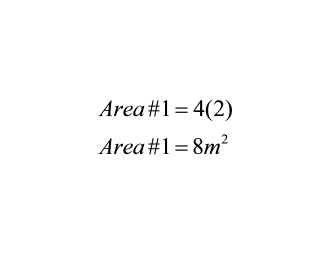 Area#1 = 4(2)
Area#1 = 8m²